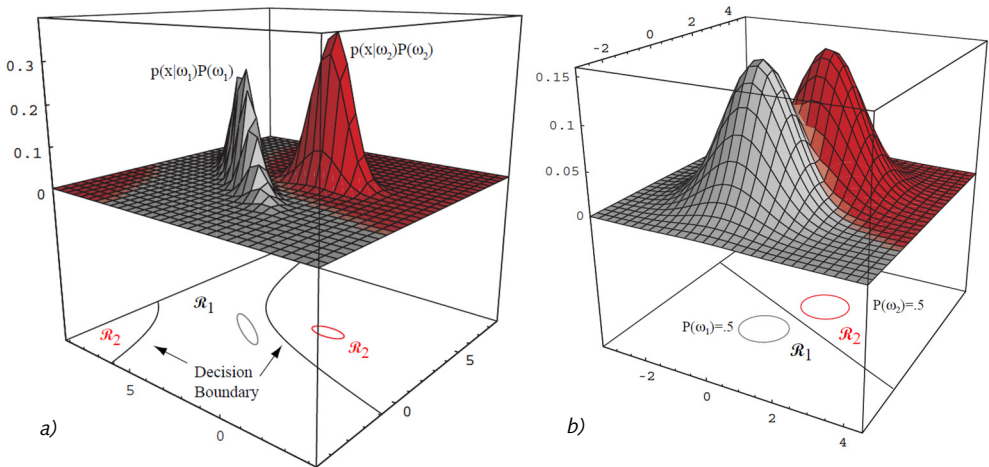 p(x|ω₂)P(ω₂)
p(x|ω₁)P(ω₁)
0.3
0.2
0.1
0
ℛ₁
ℛ₂
ℛ₂
Decision
Boundary
5
0
0
5
a)
-2
0
2
4
0.15
0.1
0.05
0
P(ω₂)=.5
P(ω₁)=.5
ℛ₂
ℛ₁
-2
0
2
4
b)